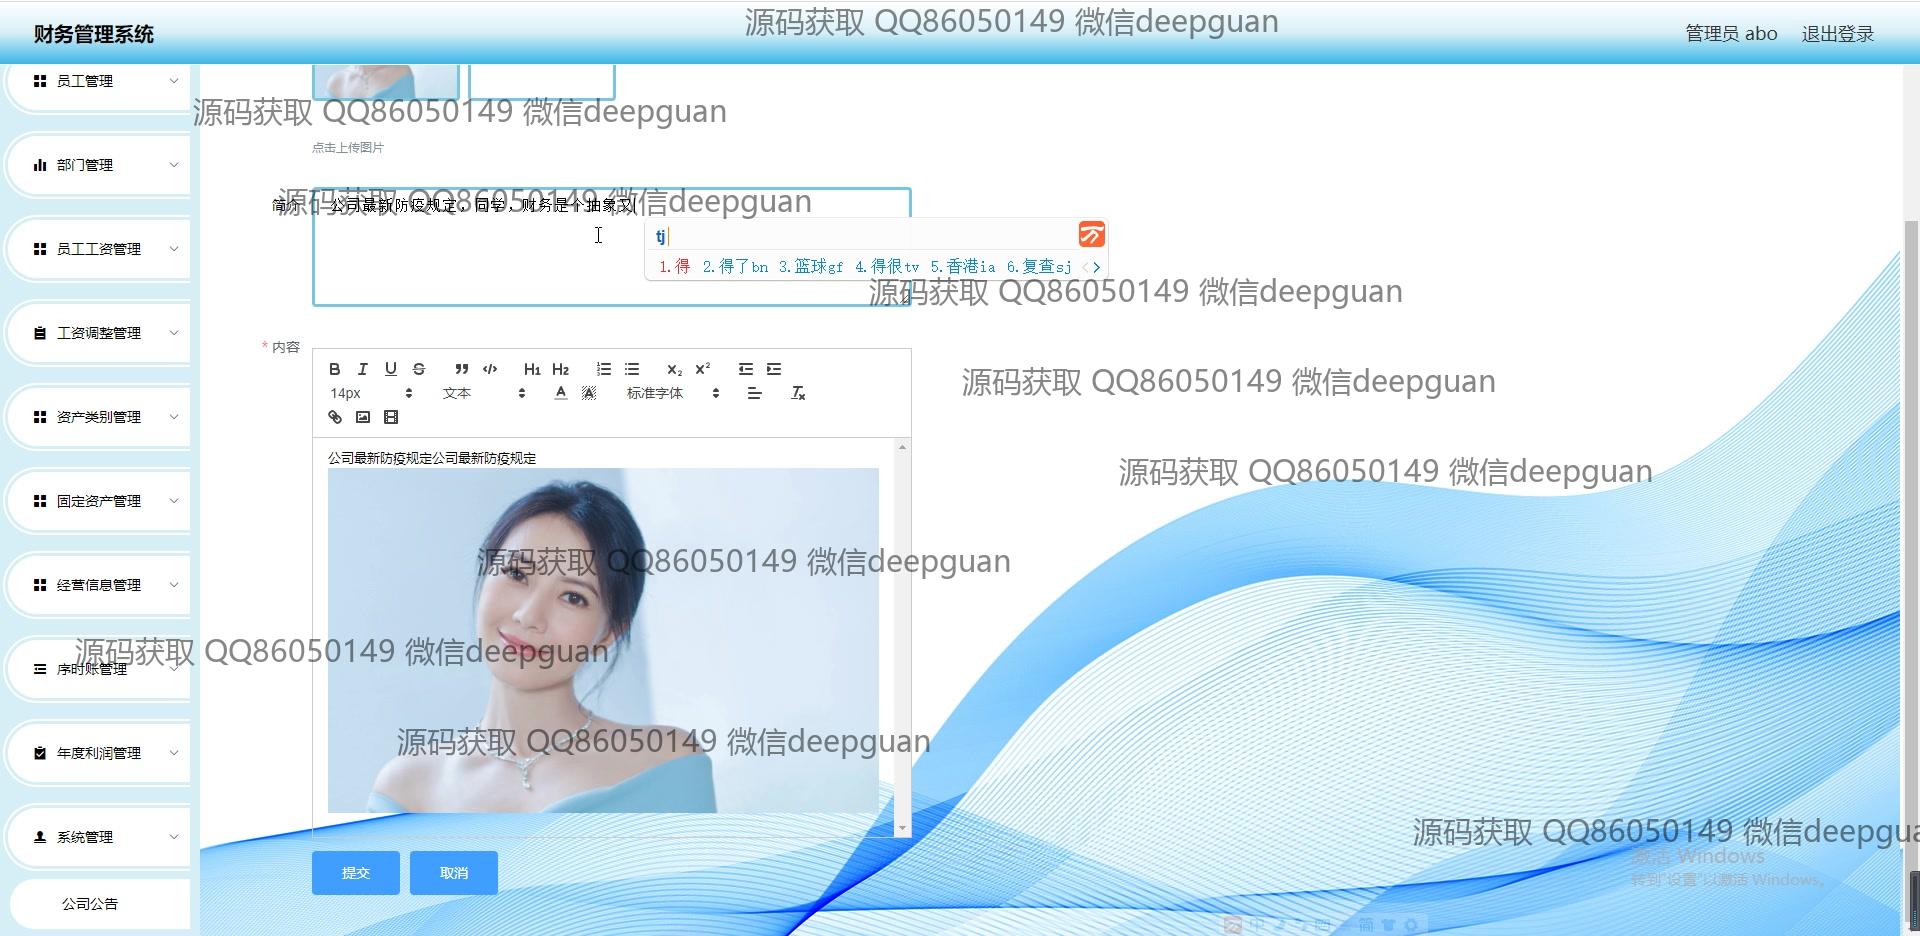 财务管理系统
源码获取 QQ86050149 微信deepguan
管理员 abo
退出登录
员工管理
源码获取 QQ86050149 微信deepguan
点击上传图片
部门管理
源码获取 QQ86050149 微信deepguan
简介
公司最新防疫规定，同学，财务是个抽象又
tj
1.得 2.得了bn 3.篮球gf 4.得很tv 5.香港ia 6.复查sj
员工工资管理
源码获取 QQ86050149 微信deepguan
工资调整管理
* 内容
B I U S H1 H2 X2 X2
14px 文本 A A 标准字体 Tx
源码获取 QQ86050149 微信deepguan
资产类别管理
公司最新防疫规定公司最新防疫规定
源码获取 QQ86050149 微信deepguan
固定资产管理
源码获取 QQ86050149 微信deepguan
经营信息管理
源码获取 QQ86050149 微信deepguan
序时账管理
源码获取 QQ86050149 微信deepguan
年度利润管理
系统管理
源码获取 QQ86050149 微信deepgua
激活 Windows
转到"设置"以激活 Windows。
提交
取消
公司公告
中
简